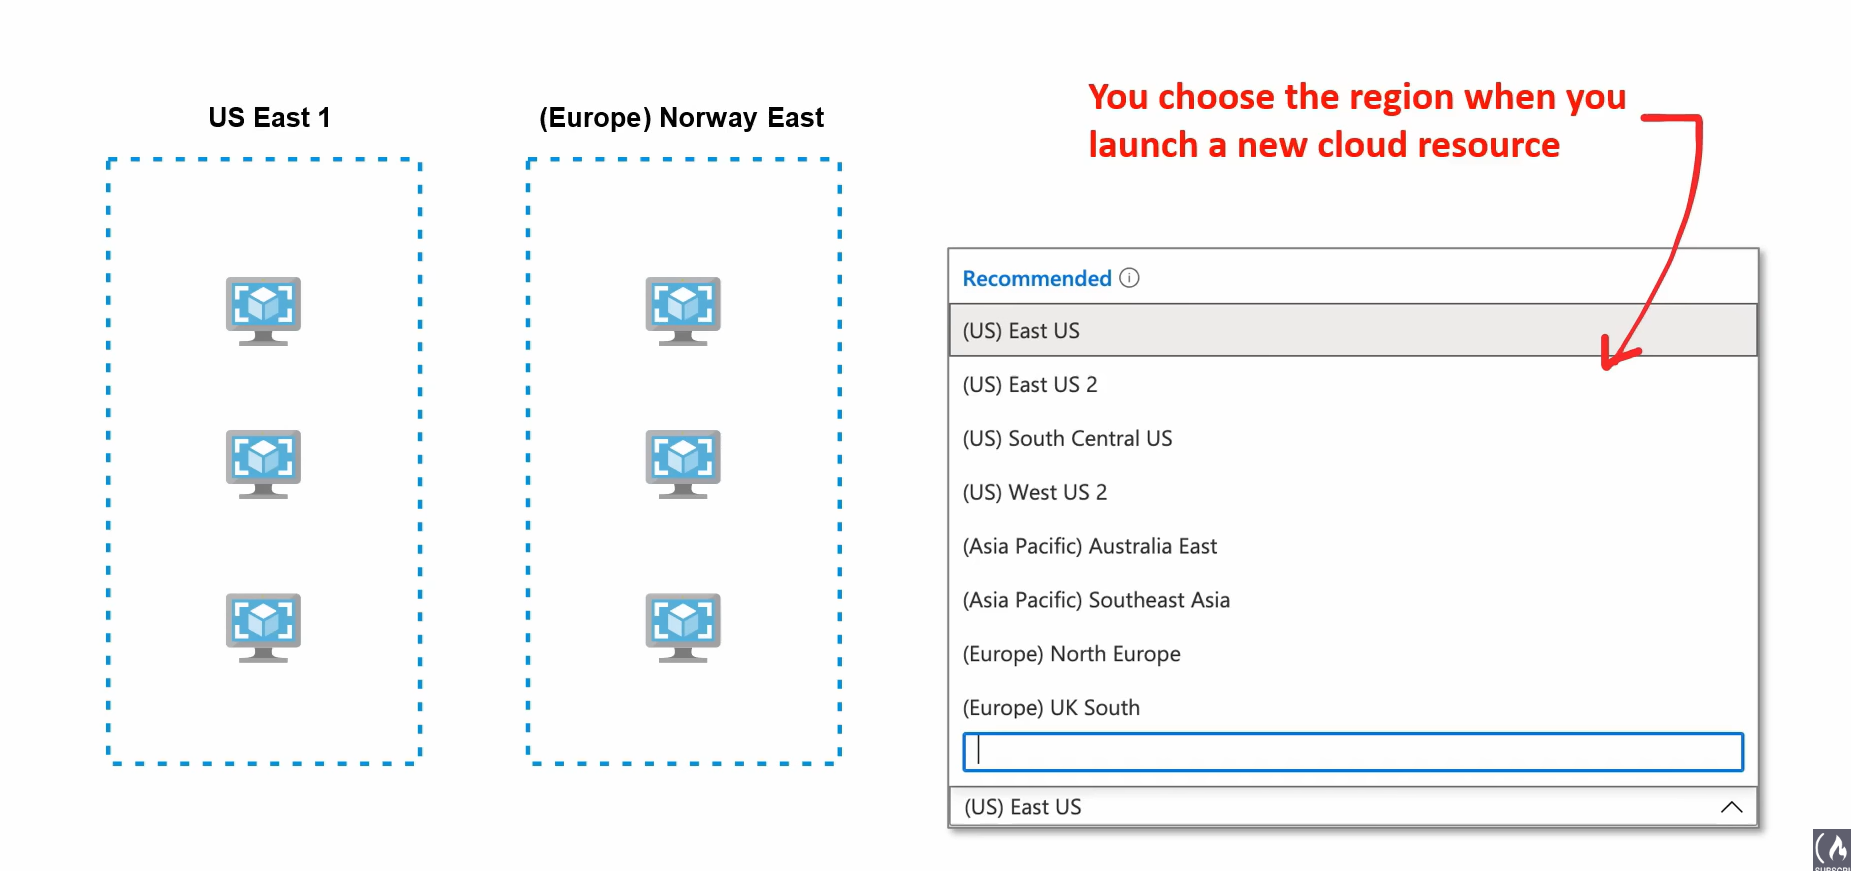 US East 1
(Europe) Norway East
You choose the region when you
launch a new cloud resource
Recommended
(US) East US
(US) East US 2
(US) South Central US
(US) West US 2
(Asia Pacific) Australia East
(Asia Pacific) Southeast Asia
(Europe) North Europe
(Europe) UK South
(US) East US